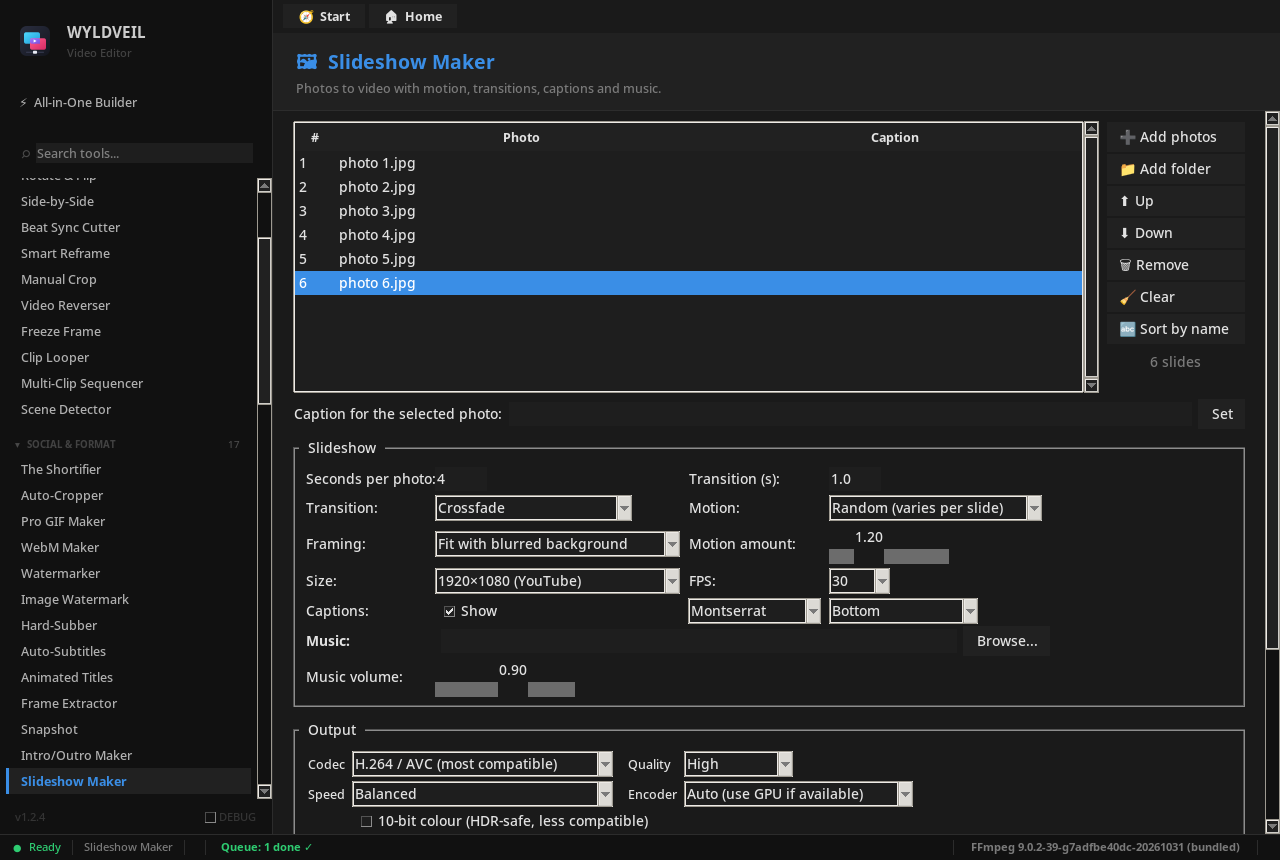 WYLDVEIL
Video Editor
All-in-One Builder
Search tools...
Rotate & Flip
Side-by-Side
Beat Sync Cutter
Smart Reframe
Manual Crop
Video Reverser
Freeze Frame
Clip Looper
Multi-Clip Sequencer
Scene Detector
SOCIAL & FORMAT 17
The Shortifier
Auto-Cropper
Pro GIF Maker
WebM Maker
Watermarker
Image Watermark
Hard-Subber
Auto-Subtitles
Animated Titles
Frame Extractor
Snapshot
Intro/Outro Maker
Slideshow Maker
v1.2.4 DEBUG
Start Home
Slideshow Maker
Photos to video with motion, transitions, captions and music.
# Photo Caption
1 photo 1.jpg
2 photo 2.jpg
3 photo 3.jpg
4 photo 4.jpg
5 photo 5.jpg
6 photo 6.jpg
Add photos
Add folder
Up
Down
Remove
Clear
abc Sort by name
6 slides
Caption for the selected photo: Set
Slideshow
Seconds per photo: 4 Transition (s): 1.0
Transition: Crossfade Motion: Random (varies per slide)
Framing: Fit with blurred background Motion amount: 1.20
Size: 1920×1080 (YouTube) FPS: 30
Captions: Show Montserrat Bottom
Music: Browse...
Music volume: 0.90
Output
Codec H.264 / AVC (most compatible) Quality High
Speed Balanced Encoder Auto (use GPU if available)
10-bit colour (HDR-safe, less compatible)
Ready Slideshow Maker Queue: 1 done ✓ FFmpeg 9.0.2-39-g7adfbe40dc-20261031 (bundled)